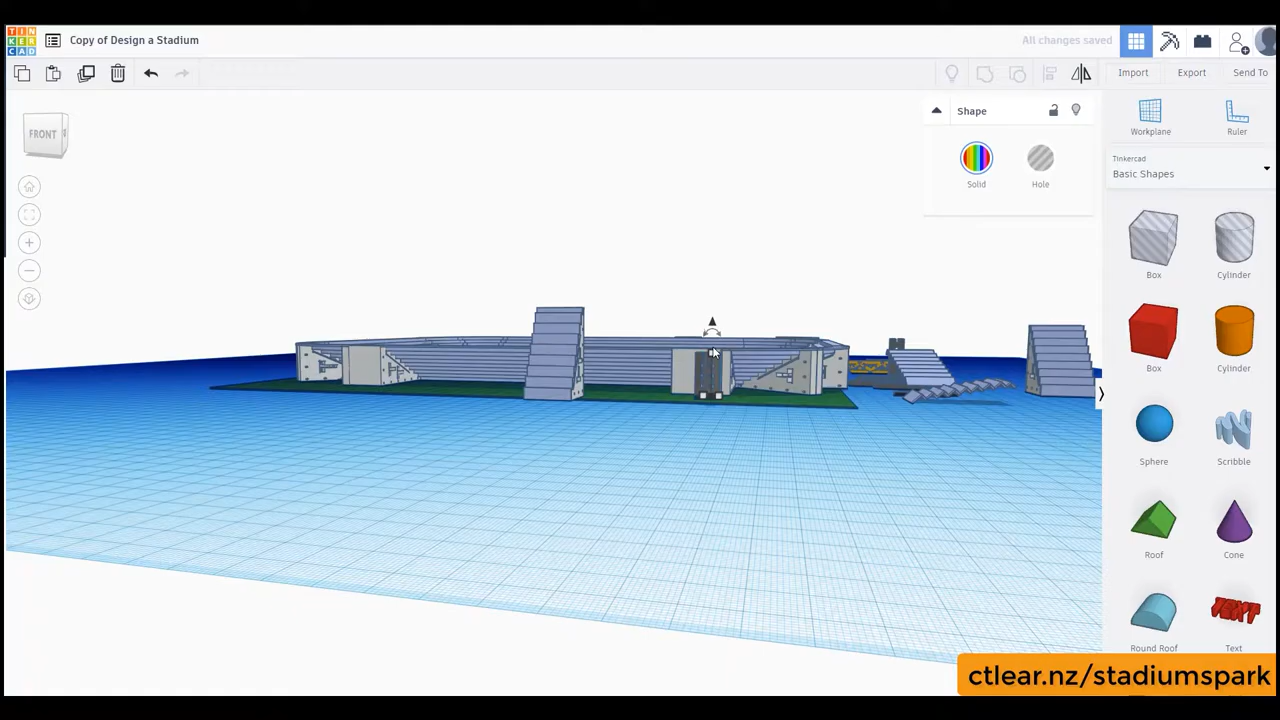 TIN
KER
CAD
Copy of Design a Stadium
All changes saved
Import
Export
Send To
FRONT
Shape
Solid
Hole
Workplane
Ruler
Tinkercad
Basic Shapes
Box
Cylinder
Box
Cylinder
Sphere
Scribble
Roof
Cone
TEXT
Round Roof
Text
ctlear.nz/stadiumspark